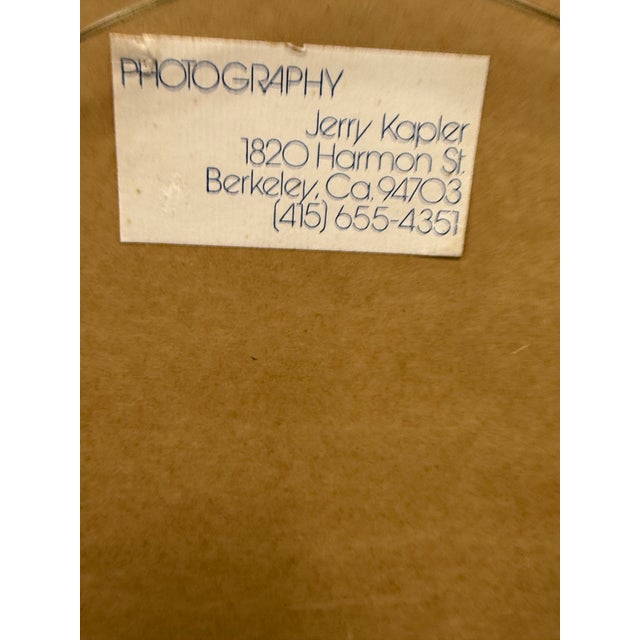 PHOTOGRAPHY
Jerry Kapler
1820 Harmon St.
Berkeley, Ca. 94703
(415) 655-4351